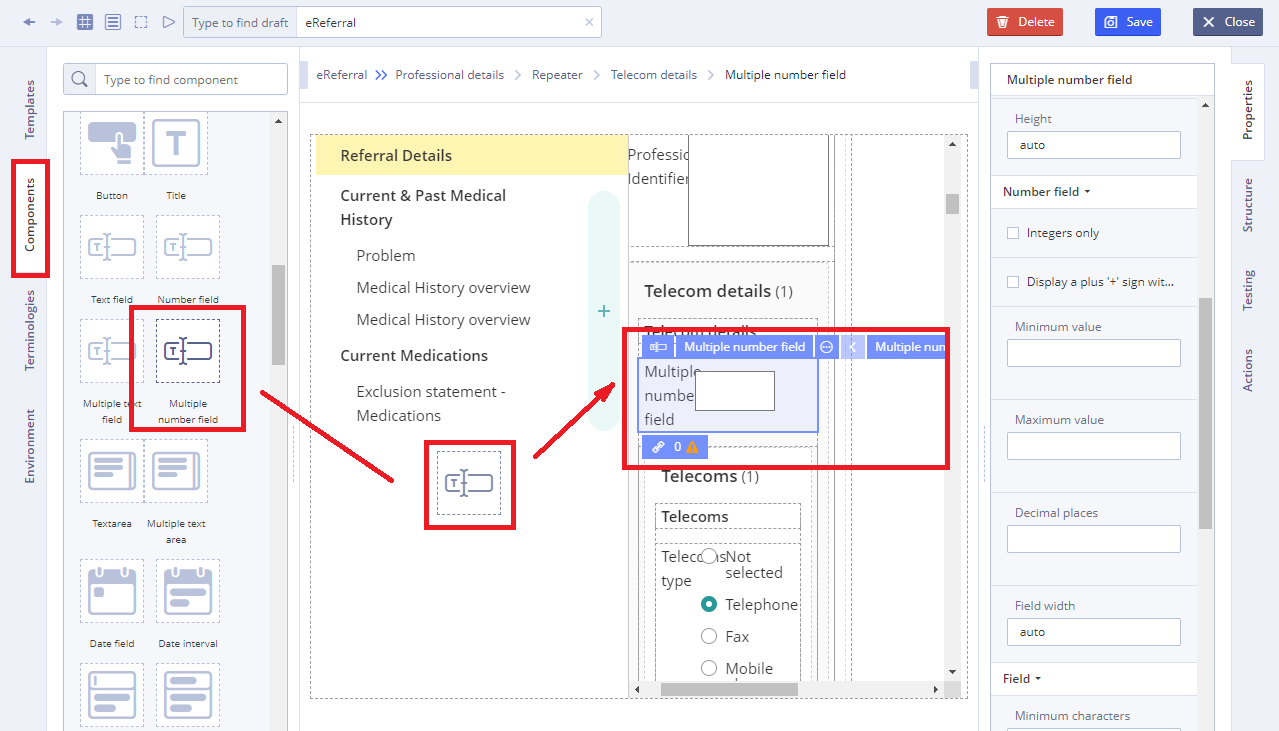 Type to find draft
eReferral
Delete
Save
Close
Templates
Components
Terminologies
Environment
Type to find component
Button
Title
Text field
Number field
Multiple text
field
Multiple
number field
Textarea
Multiple text
area
Date field
Date interval
eReferral
Professional details
Repeater
Telecom details
Multiple number field
Referral Details
Current & Past Medical
History
Problem
Medical History overview
Medical History overview
Current Medications
Exclusion statement -
Medications
Professio
Identifier
Telecom details (1)
Telecom details
Multiple number field
Multiple num
Multiple
numbe
field
0
Telecoms (1)
Telecoms
Telecoms
type
Not
selected
Telephone
Fax
Mobile
Multiple number field
Height
auto
Number field
Integers only
Display a plus '+' sign wit...
Minimum value
Maximum value
Decimal places
Field width
auto
Field
Minimum characters
Properties
Structure
Testing
Actions